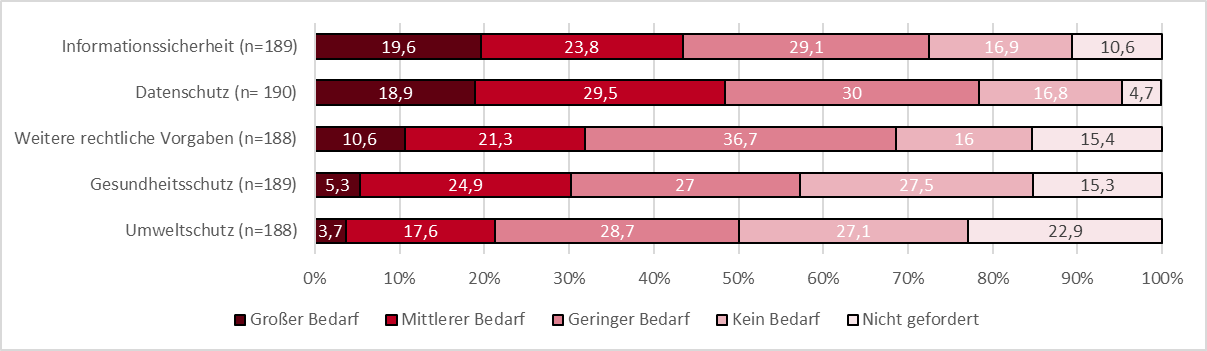 Informationssicherheit (n=189) 19,6 23,8 29,1 16,9 10,6
Datenschutz (n= 190) 18,9 29,5 30 16,8 4,7
Weitere rechtliche Vorgaben (n=188) 10,6 21,3 36,7 16 15,4
Gesundheitsschutz (n=189) 5,3 24,9 27 27,5 15,3
Umweltschutz (n=188) 3,7 17,6 28,7 27,1 22,9
0% 10% 20% 30% 40% 50% 60% 70% 80% 90% 100%
Großer Bedarf Mittlerer Bedarf Geringer Bedarf Kein Bedarf Nicht gefordert